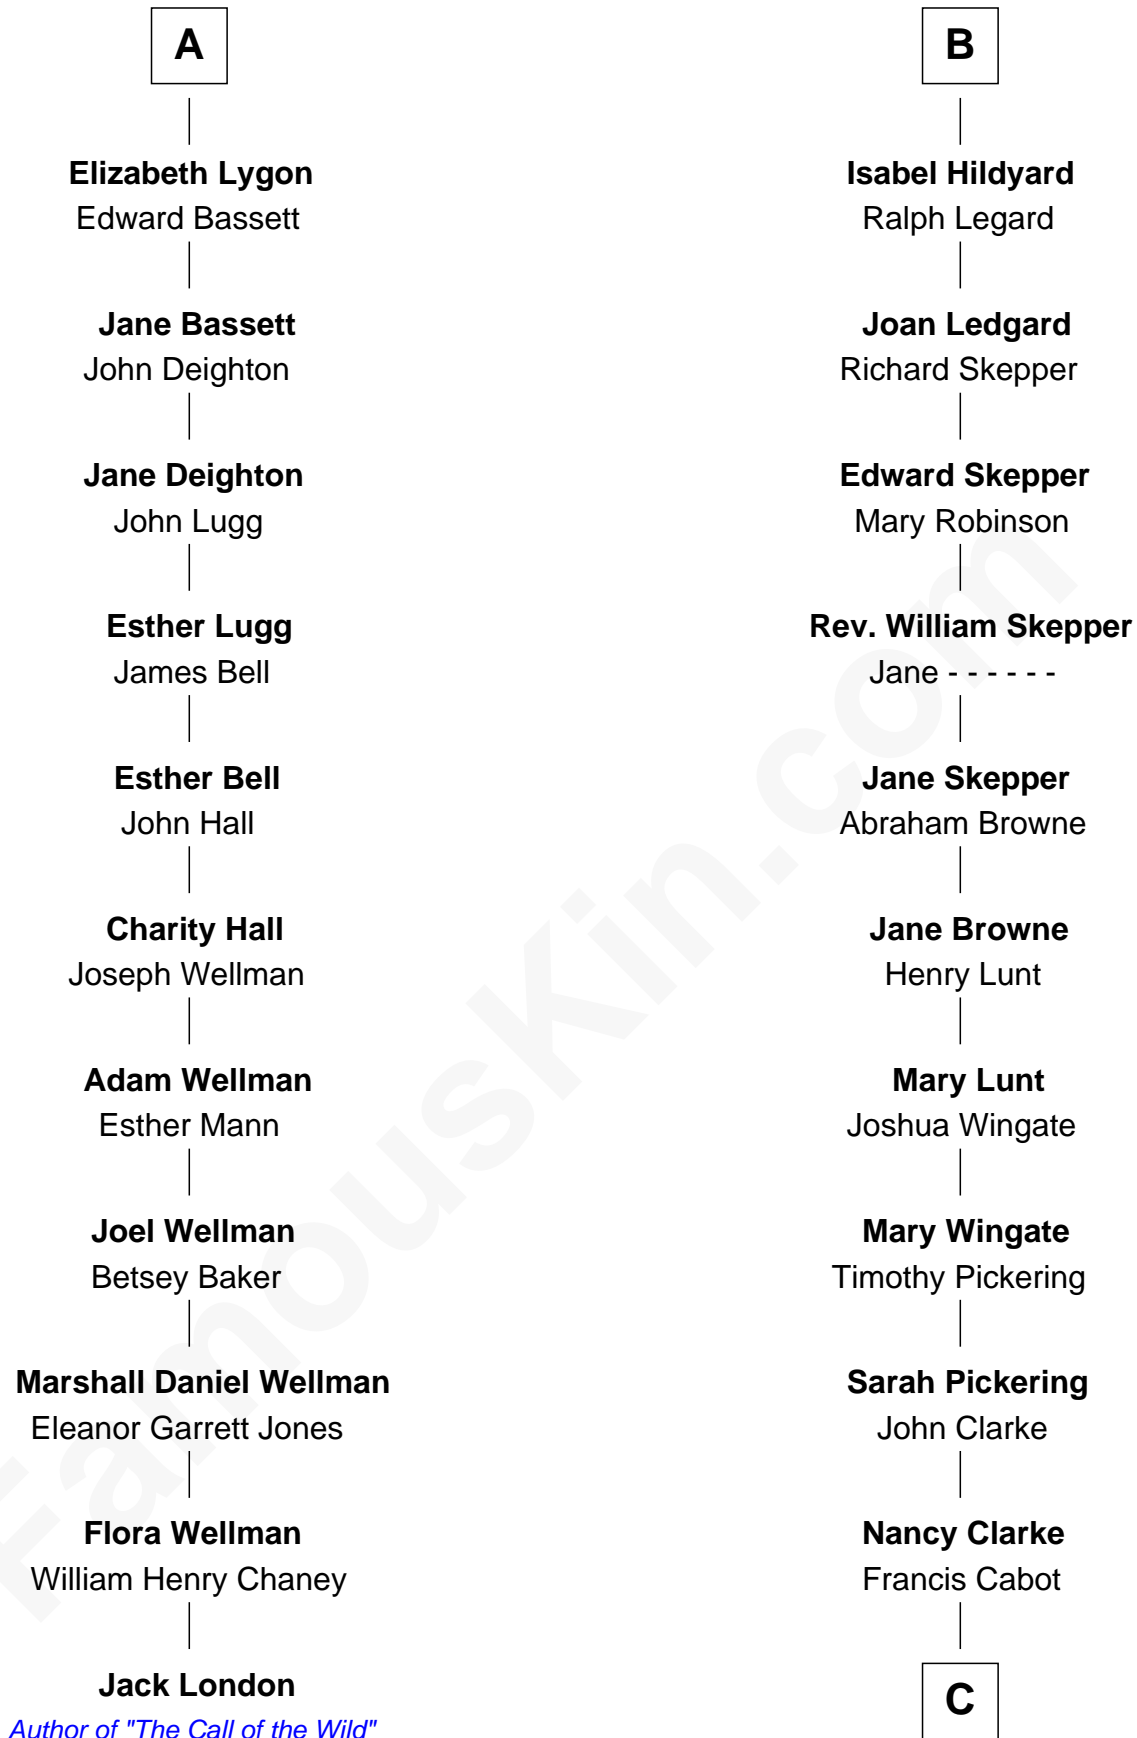 A
Elizabeth Lygon
Edward Bassett
Jane Bassett
John Deighton
Jane Deighton
John Lugg
Esther Lugg
James Bell
Esther Bell
John Hall
Charity Hall
Joseph Wellman
Adam Wellman
Esther Mann
Joel Wellman
Betsey Baker
Marshall Daniel Wellman
Eleanor Garrett Jones
Flora Wellman
William Henry Chaney
Jack London
Author of "The Call of the Wild"
B
Isabel Hildyard
Ralph Legard
Joan Ledgard
Richard Skepper
Edward Skepper
Mary Robinson
Rev. William Skepper
Jane - - - - - -
Jane Skepper
Abraham Browne
Jane Browne
Henry Lunt
Mary Lunt
Joshua Wingate
Mary Wingate
Timothy Pickering
Sarah Pickering
John Clarke
Nancy Clarke
Francis Cabot
C
FamousKin.com